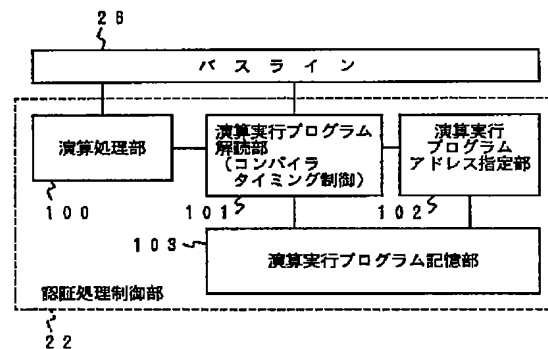 26
バスライン
演算処理部
演算実行プログラム
解読部
(コンパイラ
タイミング制御)
演算実行
プログラム
アドレス指定部
100
101
102
103
演算実行プログラム記憶部
認証処理制御部
22